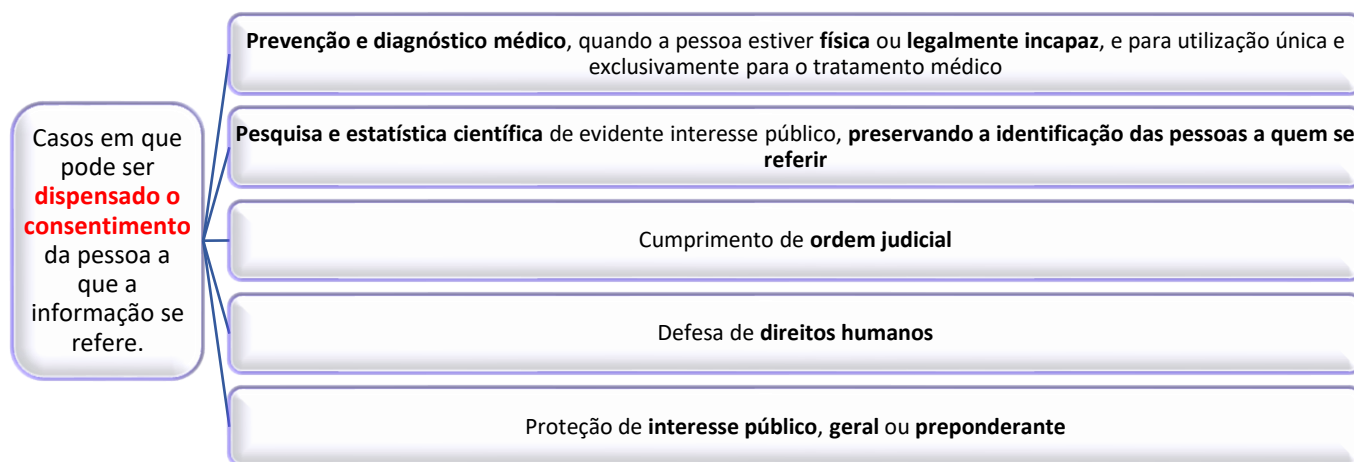 Casos em que
pode ser
dispensado o
consentimento
da pessoa a
que a
informação se
refere.
Prevenção e diagnóstico médico, quando a pessoa estiver física ou legalmente incapaz, e para utilização única e
exclusivamente para o tratamento médico
Pesquisa e estatística científica de evidente interesse público, preservando a identificação das pessoas a quem se
referir
Cumprimento de ordem judicial
Defesa de direitos humanos
Proteção de interesse público, geral ou preponderante